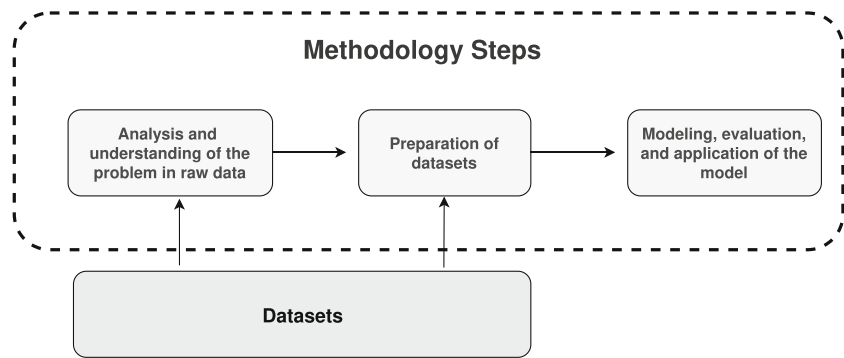 Methodology Steps
Analysis and
understanding of the
problem in raw data
Preparation of
datasets
Modeling, evaluation,
and application of the
model
Datasets